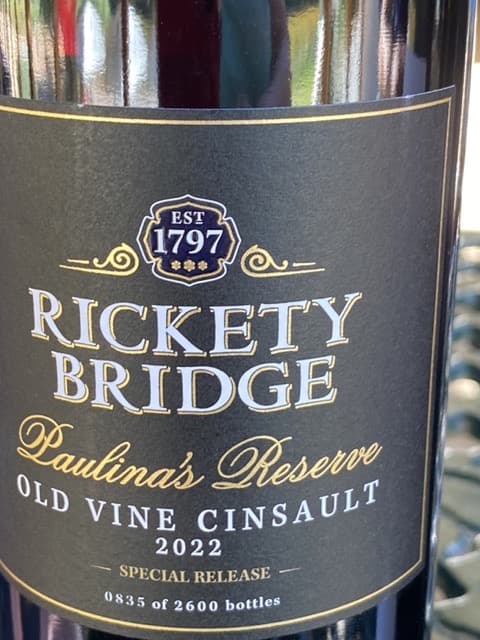 EST
1797
RICKETY
BRIDGE
Paulina's Reserve
OLD VINE CINSAULT
2022
SPECIAL RELEASE
0835 of 2600 bottles